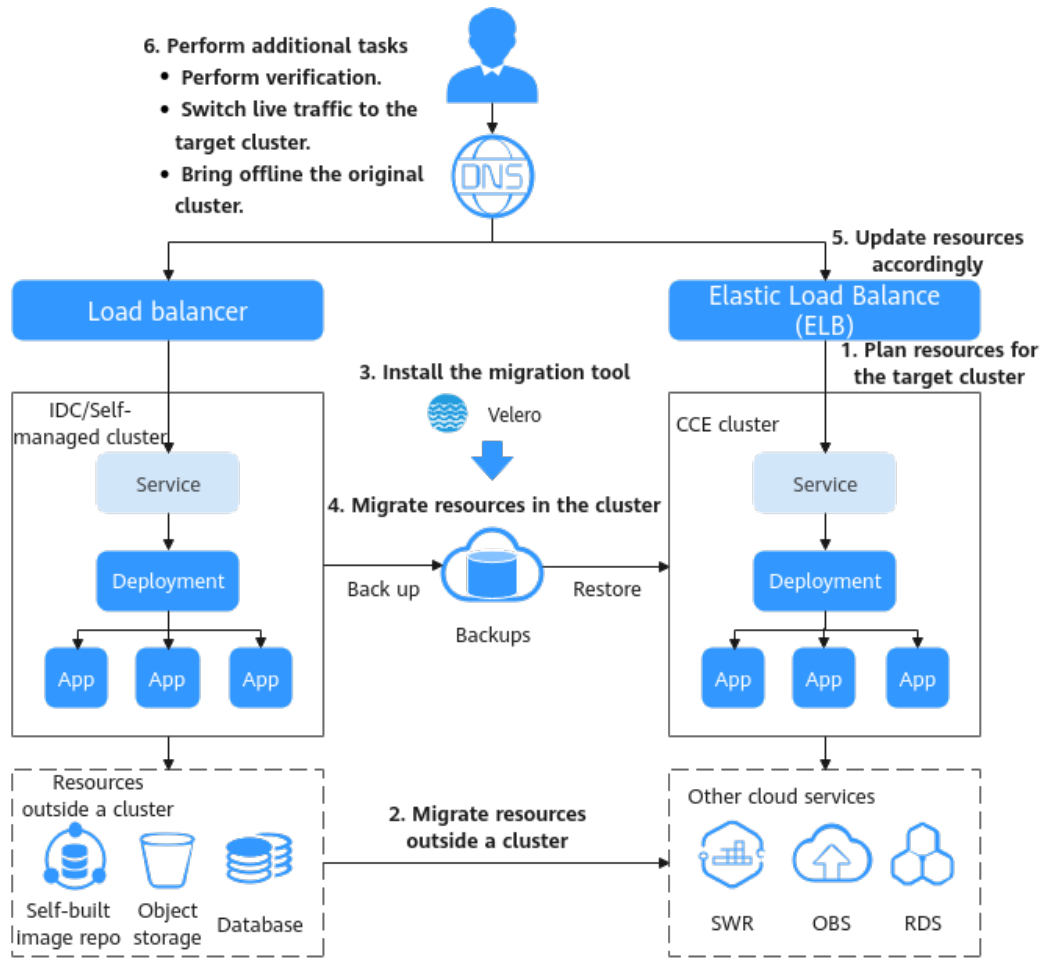 6. Perform additional tasks
• Perform verification.
• Switch live traffic to the
target cluster.
• Bring offline the original
cluster.
DNS
5. Update resources
accordingly
Load balancer
Elastic Load Balance
(ELB)
1. Plan resources for
the target cluster
3. Install the migration tool
Velero
IDC/Self-
managed cluster
CCE cluster
Service
Service
4. Migrate resources in the cluster
Deployment
Back up
Restore
Deployment
Backups
App
App
App
App
App
App
Resources
outside a cluster
2. Migrate resources
outside a cluster
Other cloud services
Self-built
image repo
Object
storage
Database
SWR
OBS
RDS